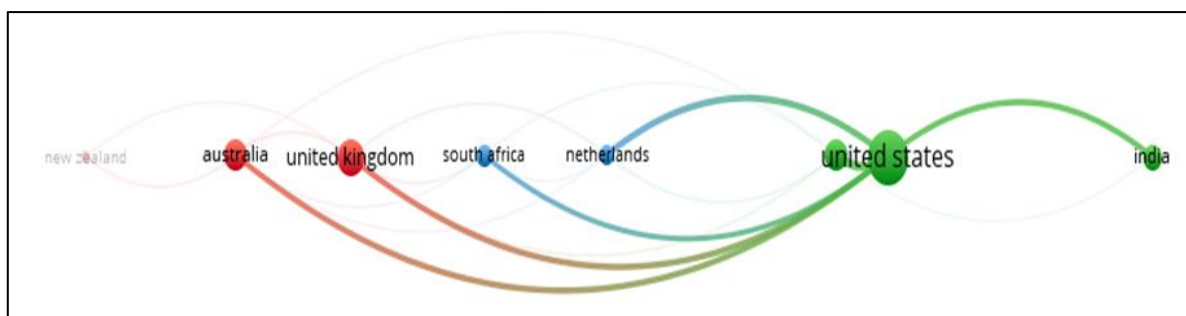 new zealand
australia
united kingdom
south africa
netherlands
united states
india